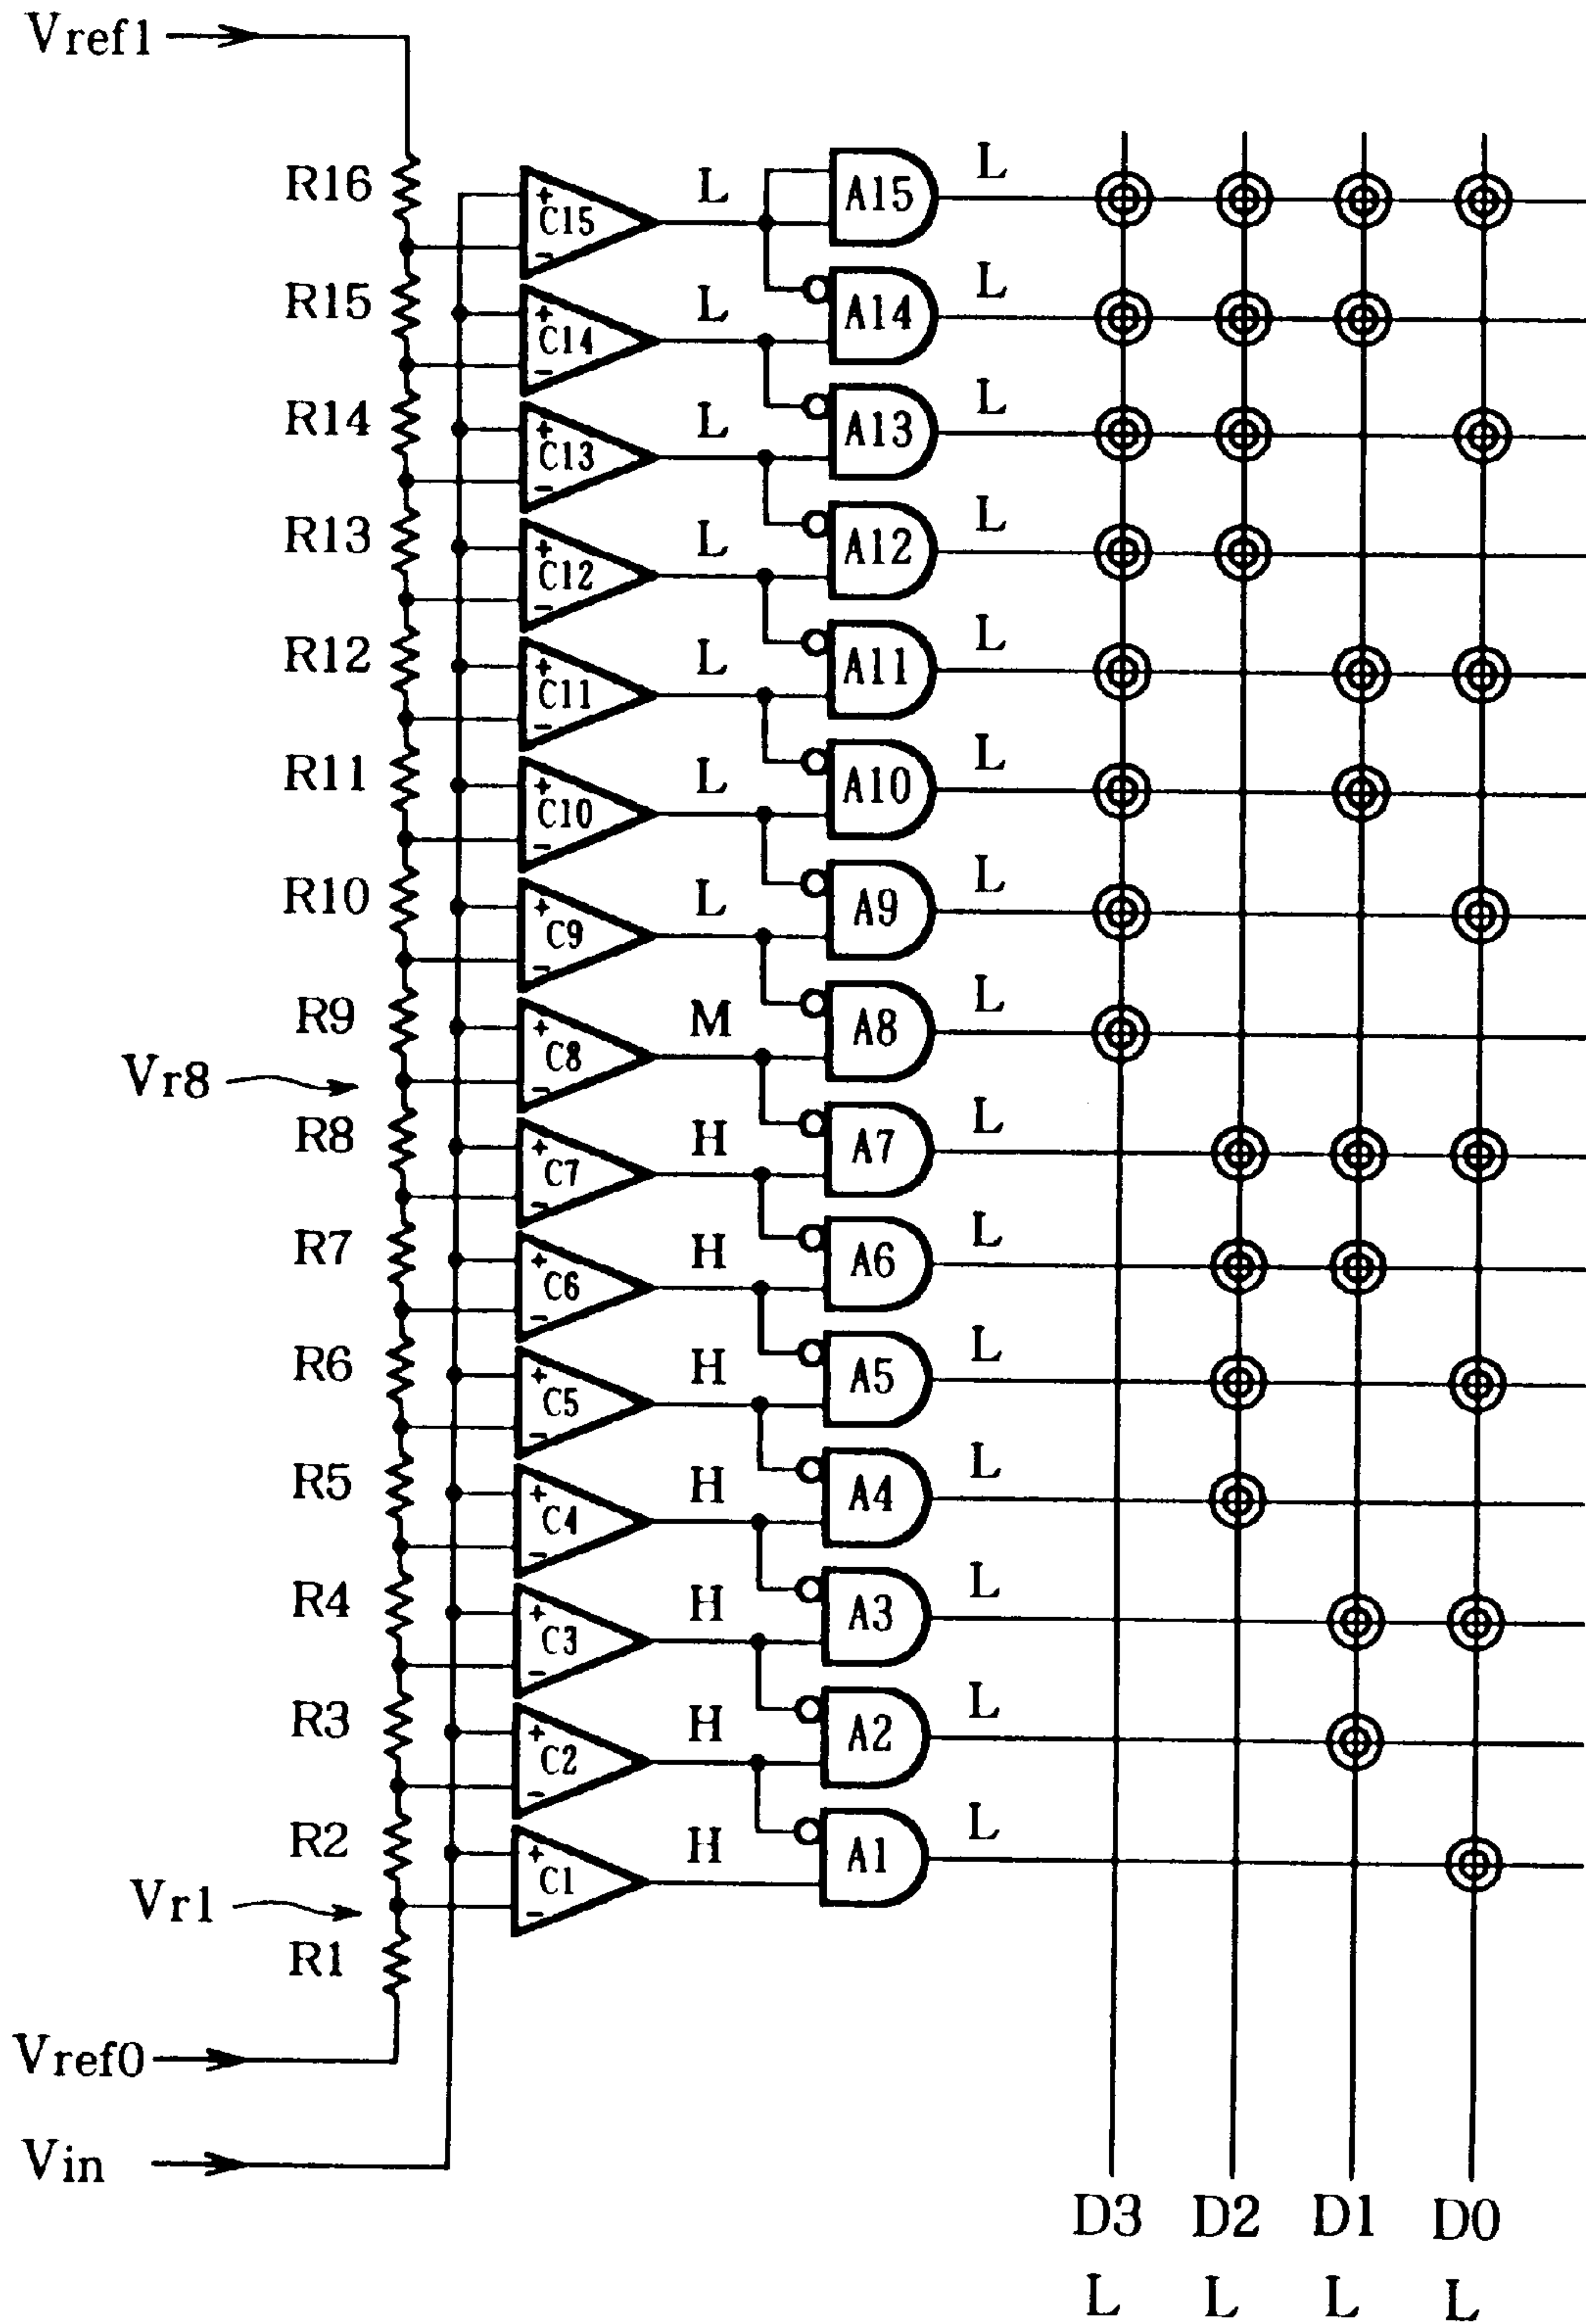 Vref1
R16 + C15 - L A15 L
R15 + C14 - L A14 L
R14 + C13 - L A13 L
R13 + C12 - L A12 L
R12 + C11 - L A11 L
R11 + C10 - L A10 L
R10 + C9 - L A9 L
R9 + C8 - M A8 L
Vr8
R8 + C7 - H A7 L
R7 + C6 - H A6 L
R6 + C5 - H A5 L
R5 + C4 - H A4 L
R4 + C3 - H A3 L
R3 + C2 - H A2 L
R2 + C1 - H A1 L
Vr1
R1
Vref0
Vin
D3 D2 D1 D0
L L L L